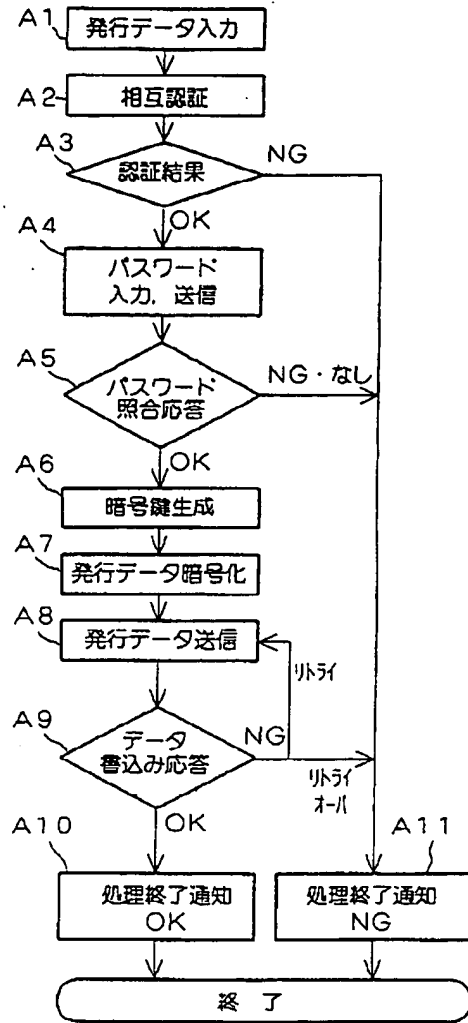 A1
発行データ入力
A2
相互認証
A3
認証結果
NG
OK
A4
パスワード
入力，送信
A5
パスワード
照合応答
NG・なし
OK
A6
暗号鍵生成
A7
発行データ暗号化
A8
発行データ送信
リトライ
A9
データ
書込み応答
NG
リトライ
オーバ
OK
A10
処理終了通知
OK
A11
処理終了通知
NG
終 了